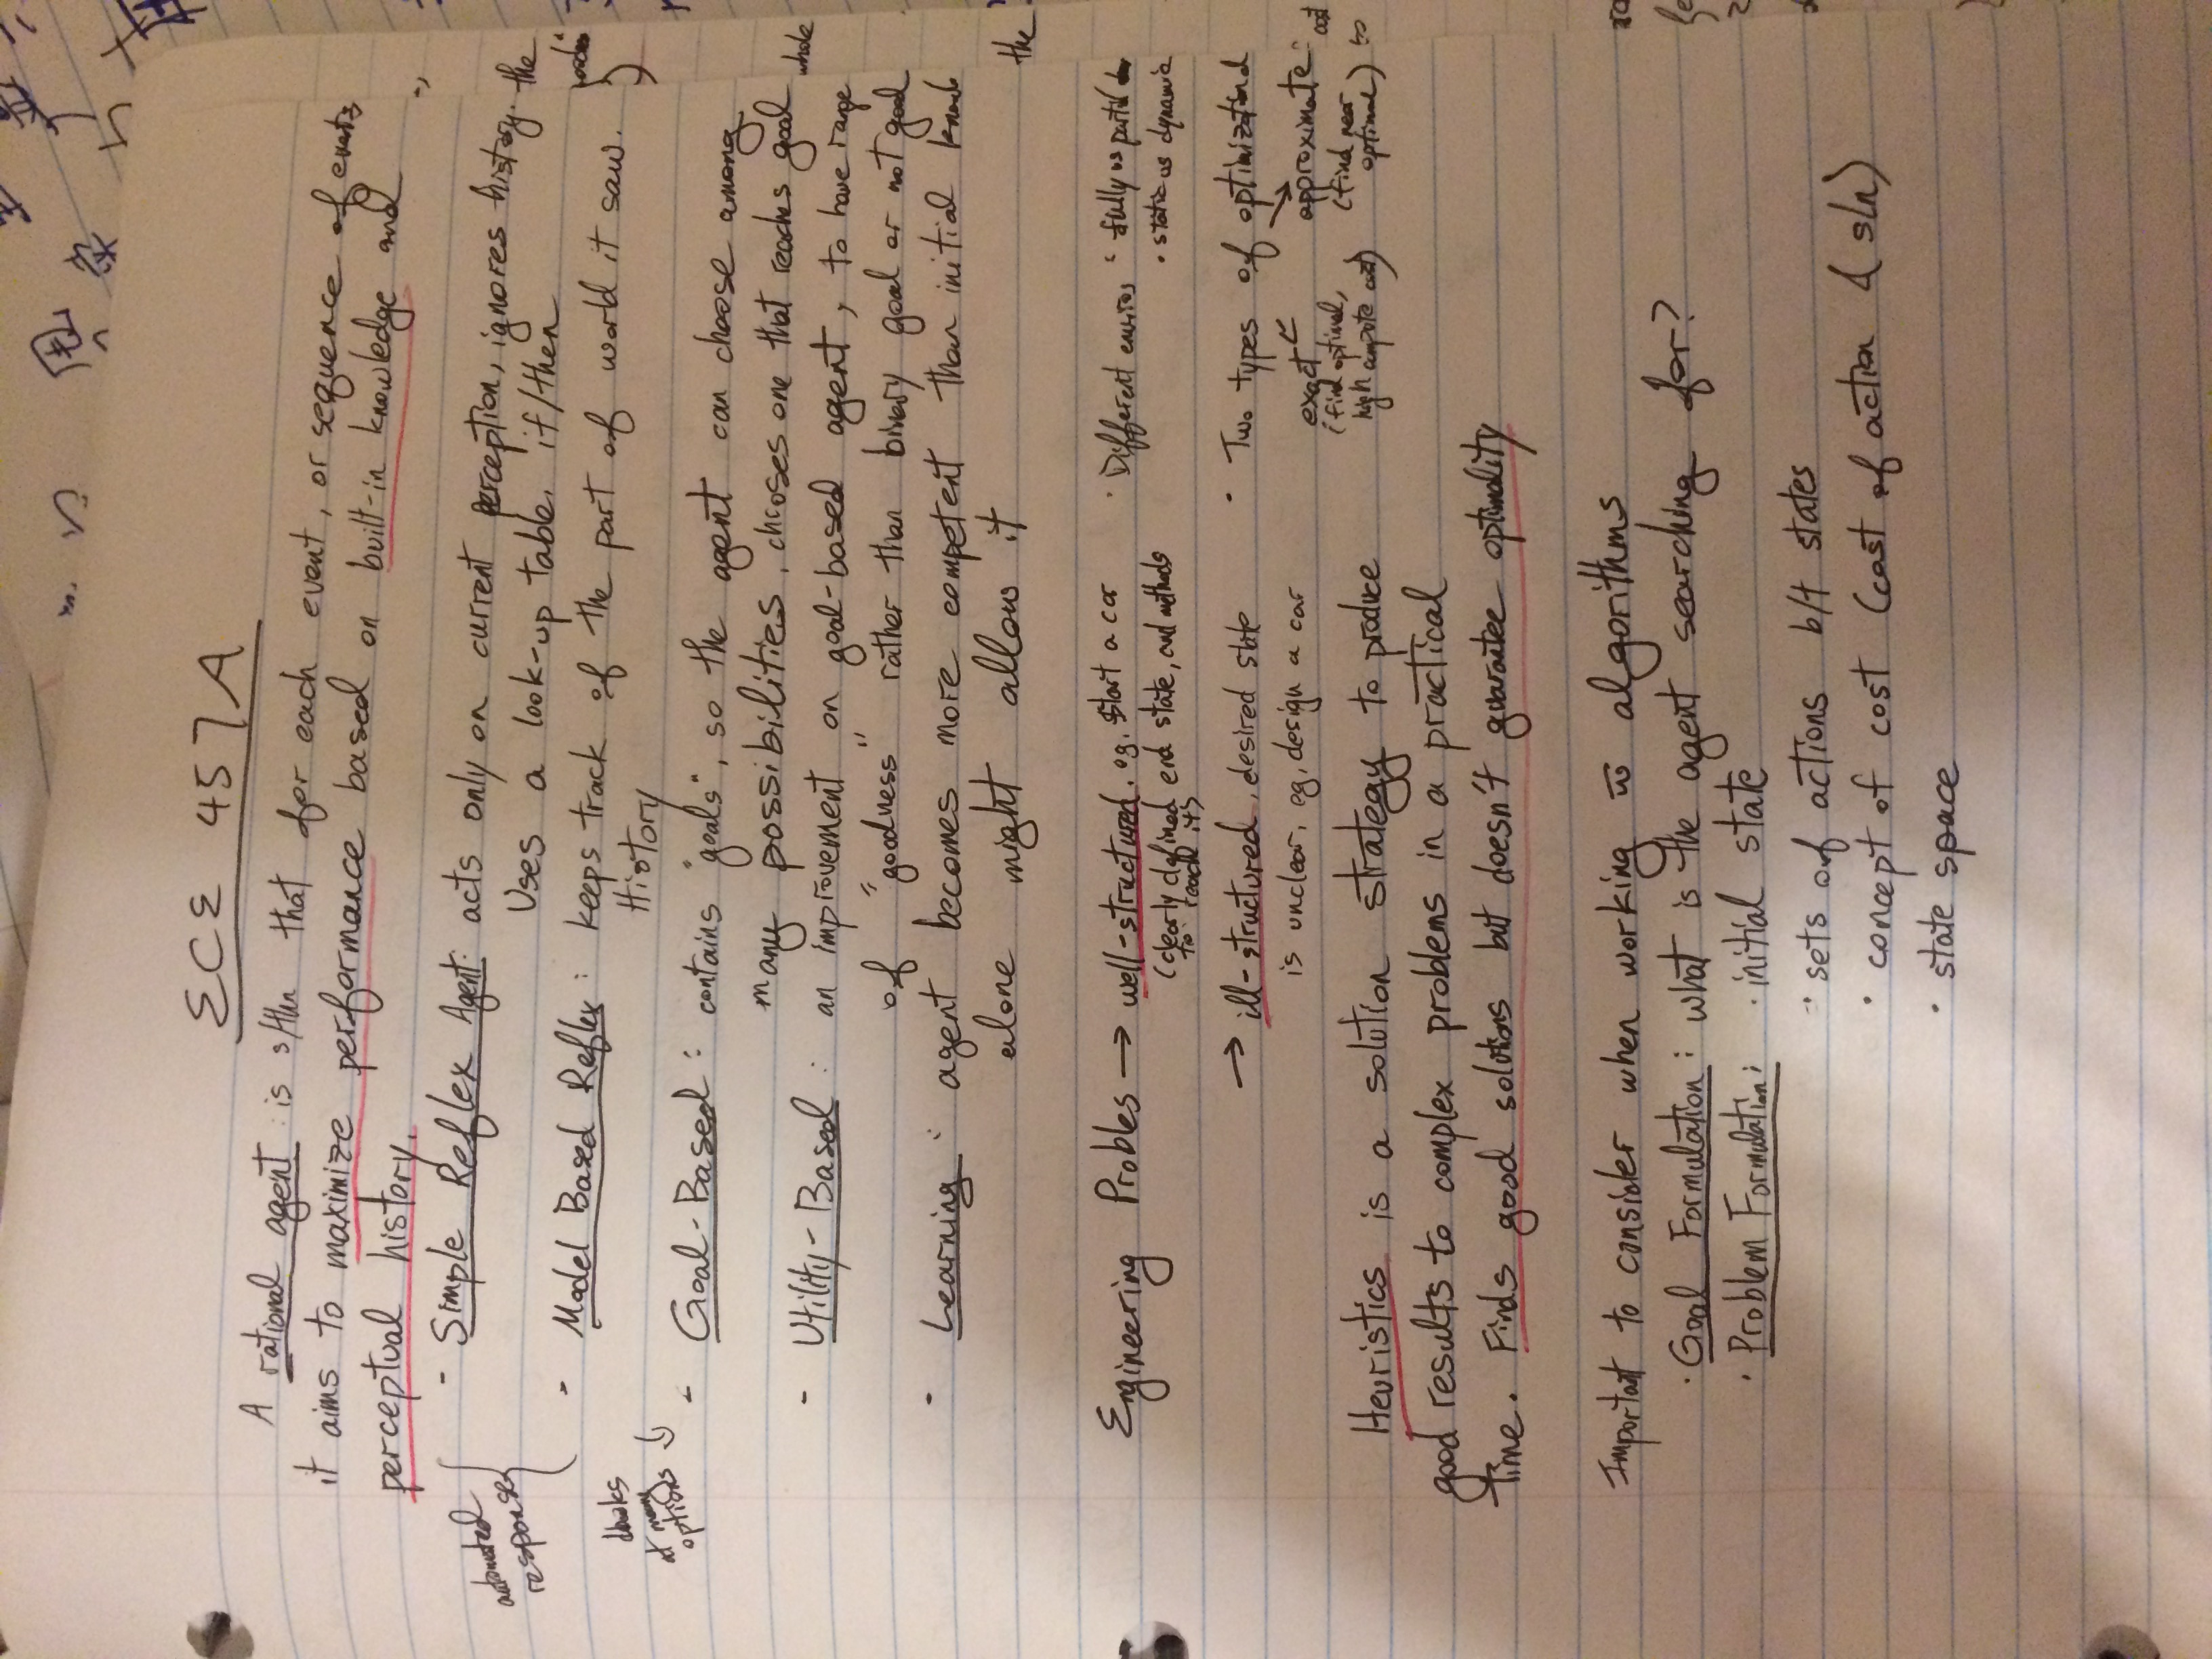 ECE 457A
A rational agent : is s/thn that for each event, or sequence of events,
it aims to maximize performance based on built-in knowledge and
perceptual history.
automated
response
- Simple Reflex Agent: acts only on current perception, ignores history.
Uses a look-up table. if/then
- Model Based Reflex : keeps track of the part of world it saw.
History
looks
at many
options
- Goal-Based : contains "goals", so the agent can choose among
many possibilities, chooses one that reaches goal
- Utility-Based : an improvement on goal-based agent, to have range
of "goodness" rather than binary goal or not goal
- Learning : agent becomes more competent than initial
alone might allow it
Engineering Probles → well-structured. eg. start a car
(clearly defined end state, and methods
to reach it)
→ ill-structured, desired state
is unclear, eg, design a car
· Different enviros : fully vs partial
· static vs dynamic
· Two types of
exact
(find optimal,
high compute cost)
approximate
(find near
optimal)
Heuristics is a solution strategy to produce
good results to complex problems in a practical
time. Finds good solutions but doesn't guarantee optimality
Important to consider when working w algorithms
· Goal Formulation : what is the agent searching for?
· Problem Formulation : · initial state
· sets of actions b/t states
· concept of cost (cost of action & sln)
· state space
the
whole
the
cost